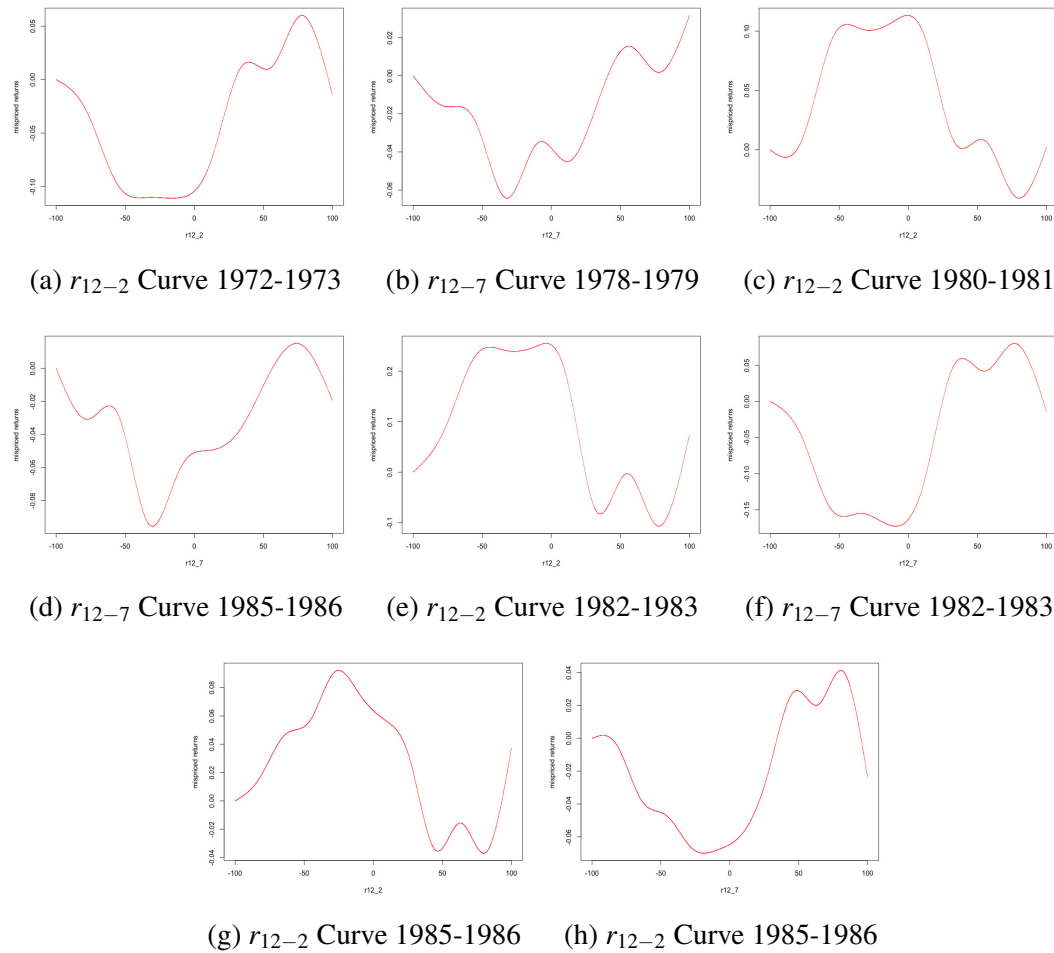 0.05
0.00
-0.05
-0.10
mispriced returns
-100 -50 0 50 100
r12_2
(a) r12−2 Curve 1972-1973
0.02
0.00
-0.02
-0.04
-0.06
mispriced returns
-100 -50 0 50 100
r12_7
(b) r12−7 Curve 1978-1979
0.10
0.05
0.00
mispriced returns
-100 -50 0 50 100
r12_2
(c) r12−2 Curve 1980-1981
0.00
-0.02
-0.04
-0.06
-0.08
mispriced returns
-100 -50 0 50 100
r12_7
(d) r12−7 Curve 1985-1986
0.2
0.1
0.0
-0.1
mispriced returns
-100 -50 0 50 100
r12_2
(e) r12−2 Curve 1982-1983
0.05
0.00
-0.05
-0.10
-0.15
mispriced returns
-100 -50 0 50 100
r12_7
(f) r12−7 Curve 1982-1983
0.08
0.06
0.04
0.02
0.00
-0.02
-0.04
mispriced returns
-100 -50 0 50 100
r12_2
(g) r12−2 Curve 1985-1986
0.04
0.02
0.00
-0.02
-0.04
-0.06
mispriced returns
-100 -50 0 50 100
r12_7
(h) r12−2 Curve 1985-1986